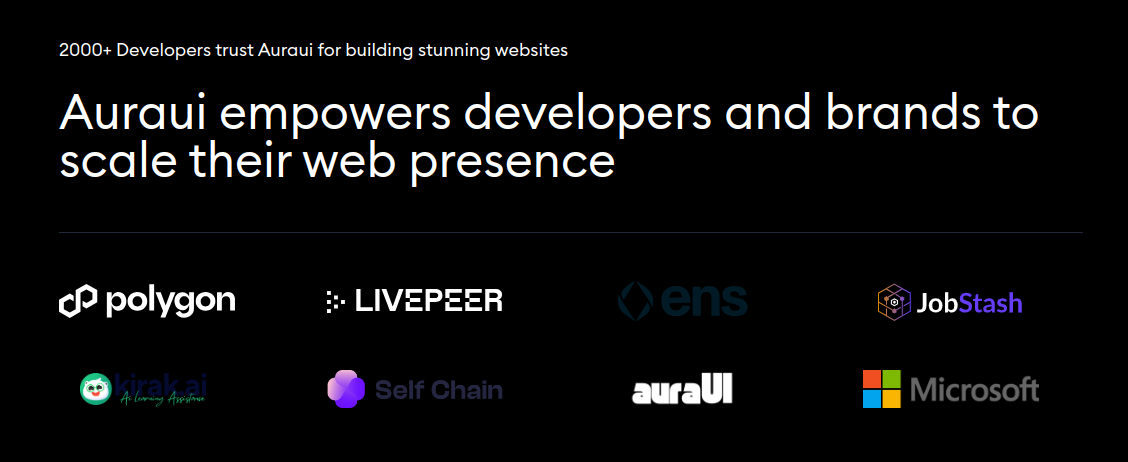 2000+ Developers trust Auraui for building stunning websites
Auraui empowers developers and brands to
scale their web presence
polygon
LIVEPEER
ens
JobStash
kirak.ai
Ai Learning Assistance
Self Chain
auraUI
Microsoft